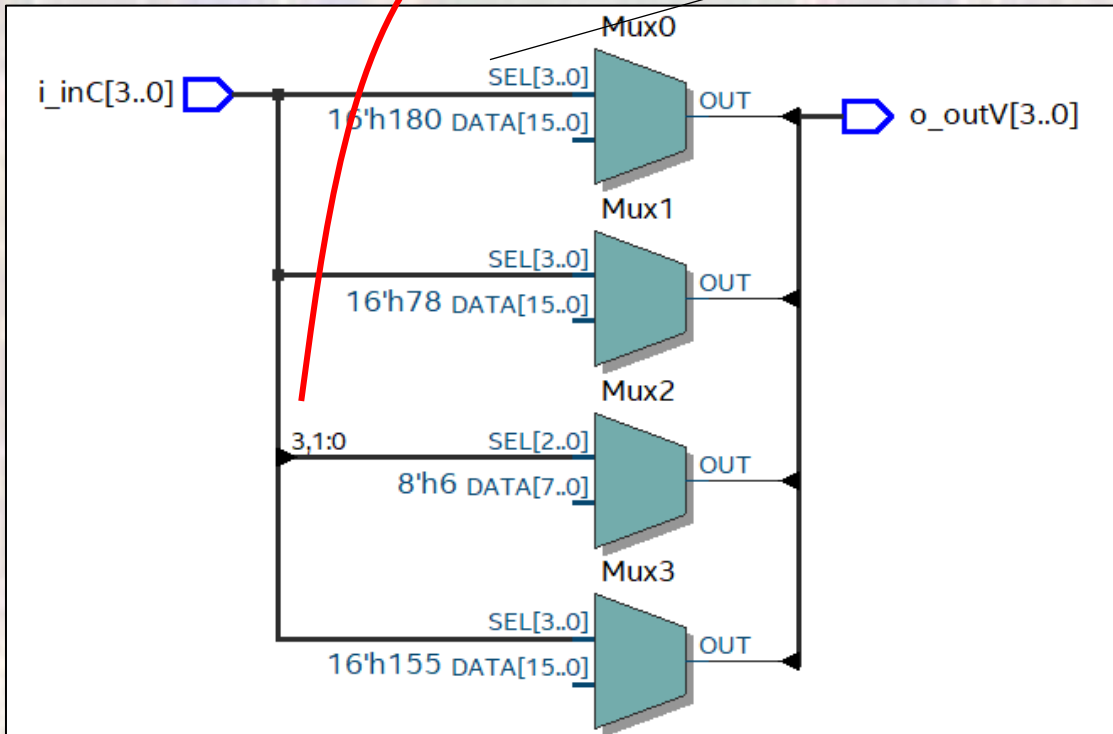 Mux0
i_inC[3..0]
SEL[3..0]
16'h180 DATA[15..0]
OUT
o_outV[3..0]
Mux1
SEL[3..0]
16'h78 DATA[15..0]
OUT
Mux2
3,1:0
SEL[2..0]
8'h6 DATA[7..0]
OUT
Mux3
SEL[3..0]
16'h155 DATA[15..0]
OUT